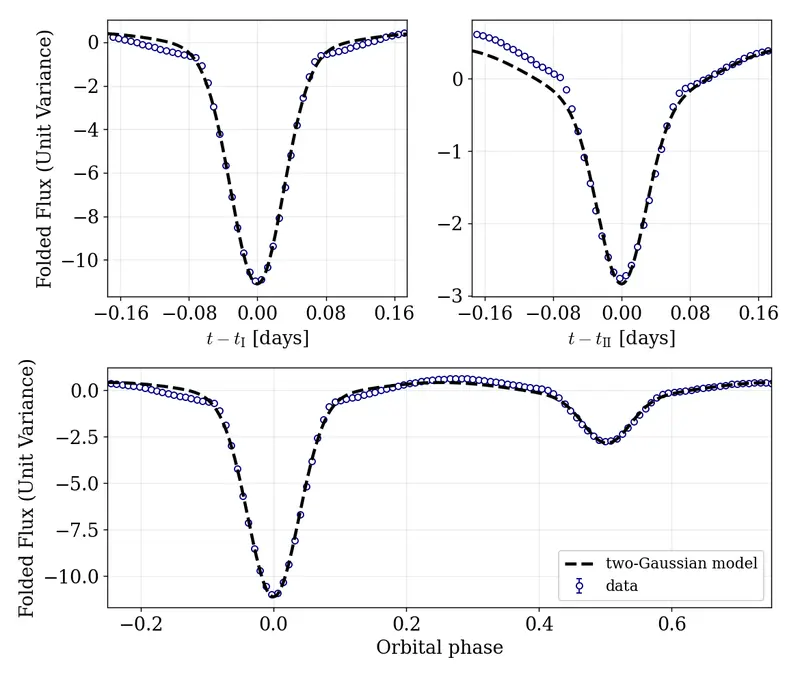 Folded Flux (Unit Variance)
0
−2
−4
−6
−8
−10
−0.16 −0.08 0.00 0.08 0.16
t − tI [days]
0
−1
−2
−3
−0.16 −0.08 0.00 0.08 0.16
t − tII [days]
Folded Flux (Unit Variance)
0.0
−2.5
−5.0
−7.5
−10.0
−0.2 0.0 0.2 0.4 0.6
Orbital phase
two-Gaussian model
data